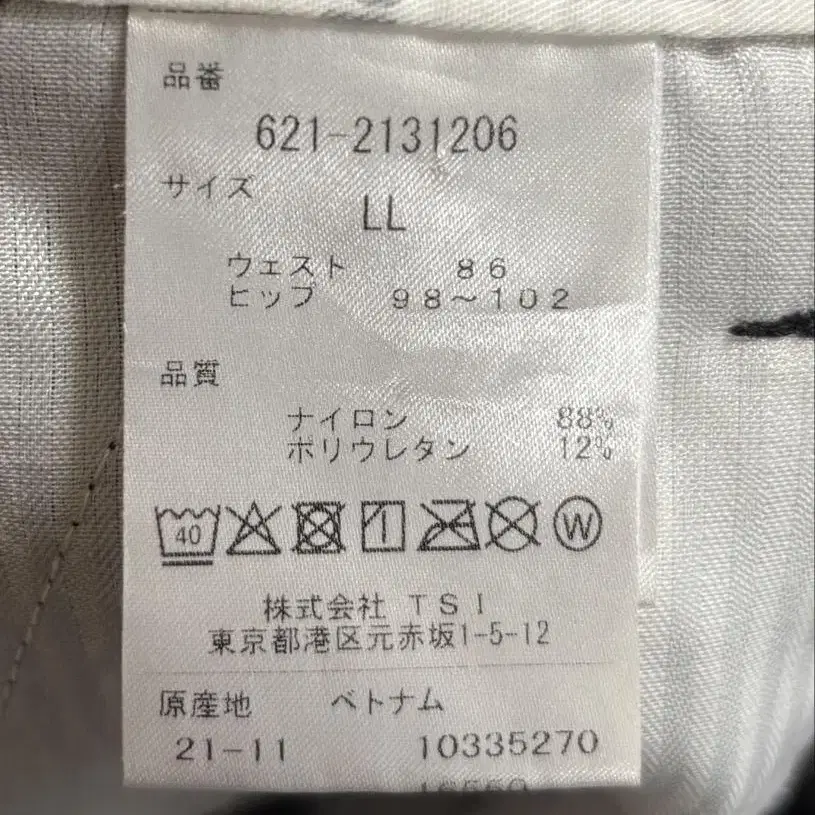 品番
621-2131206
サイズ
LL
ウェスト 86
ヒップ 98～102
品質
ナイロン 88%
ポリウレタン 12%
40 W
株式会社 TSI
東京都港区元赤坂1-5-12
原産地 ベトナム
21-11 10335270